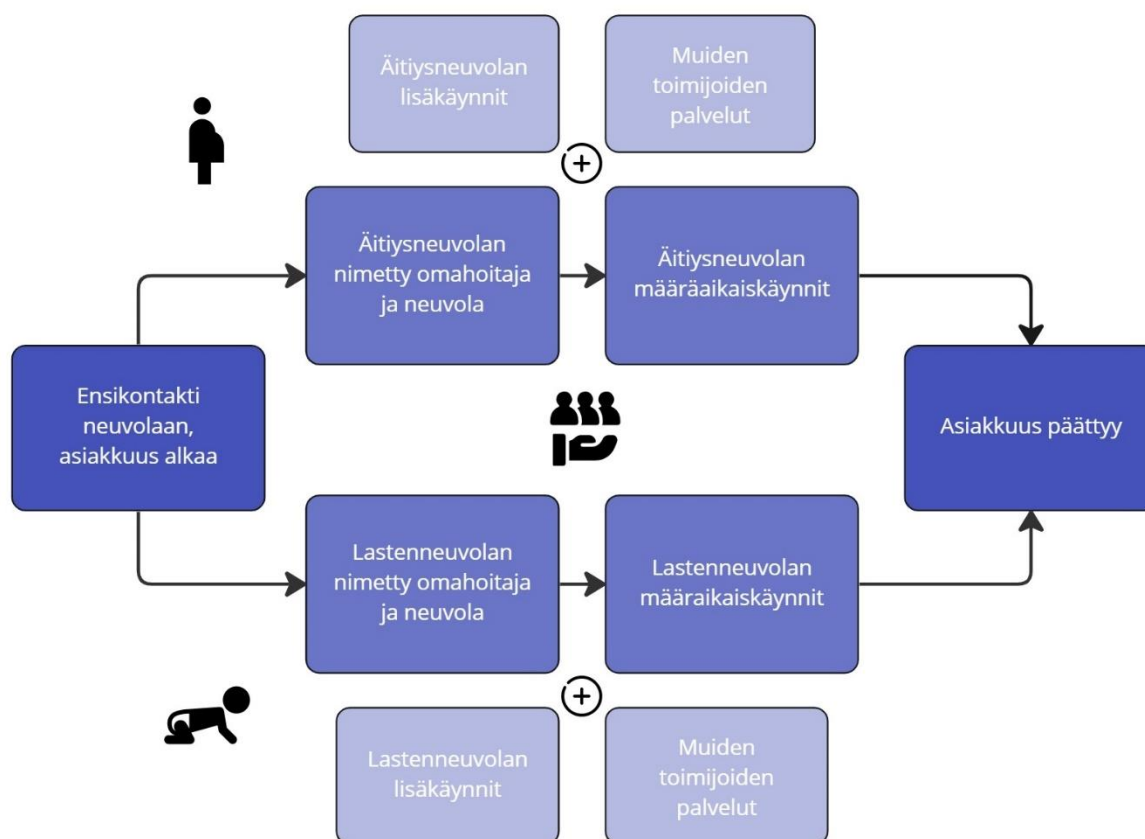 Äitiysneuvolan
lisäkäynnit
Muiden
toimijoiden
palvelut
Äitiysneuvolan
nimetty omahoitaja
ja neuvola
Äitiysneuvolan
määräaikaiskäynnit
Ensikontakti
neuvolaan,
asiakkuus alkaa
Asiakkuus päättyy
Lastenneuvolan
nimetty omahoitaja
ja neuvola
Lastenneuvolan
määraikaiskäynnit
Lastenneuvolan
lisäkäynnit
Muiden
toimijoiden
palvelut